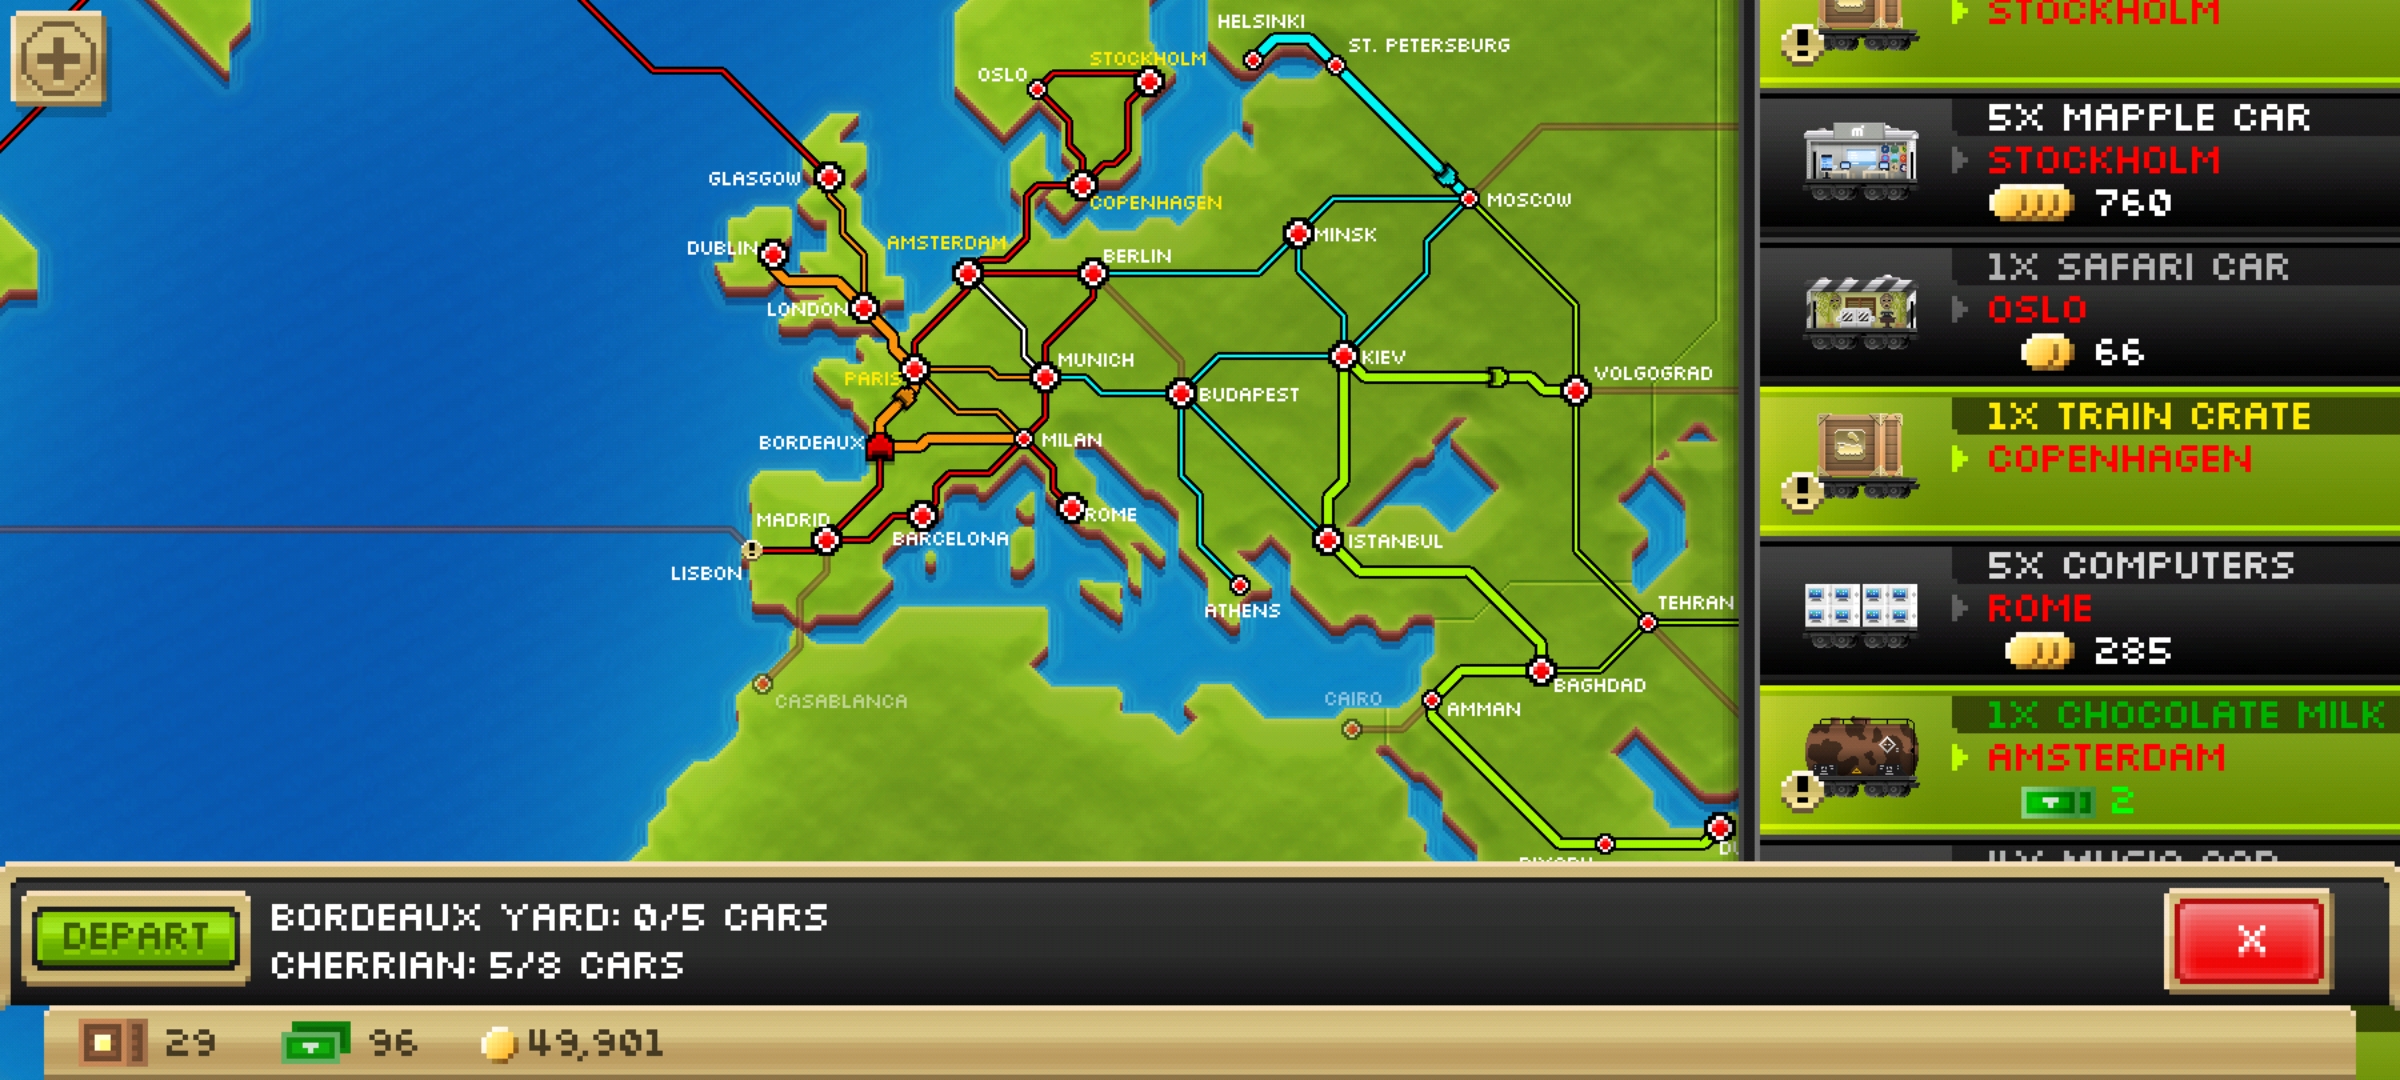 HELSINKI
ST. PETERSBURG
STOCKHOLM
OSLO
GLASGOW
COPENHAGEN
MOSCOW
MINSK
AMSTERDAM
DUBLIN
BERLIN
LONDON
MUNICH
KIEV
VOLGOGRAD
PARIS
BUDAPEST
BORDEAUX
MILAN
MADRID
ROME
BARCELONA
ISTANBUL
LISBON
ATHENS
TEHRAN
CASABLANCA
CAIRO
BAGHDAD
AMMAN
STOCKHOLM
5X MAPPLE CAR
STOCKHOLM
760
1X SAFARI CAR
OSLO
66
1X TRAIN CRATE
COPENHAGEN
5X COMPUTERS
ROME
285
1X CHOCOLATE MILK
AMSTERDAM
2
DEPART
BORDEAUX YARD: 0/5 CARS
CHERRIAN: 5/8 CARS
X
29
96
49,901